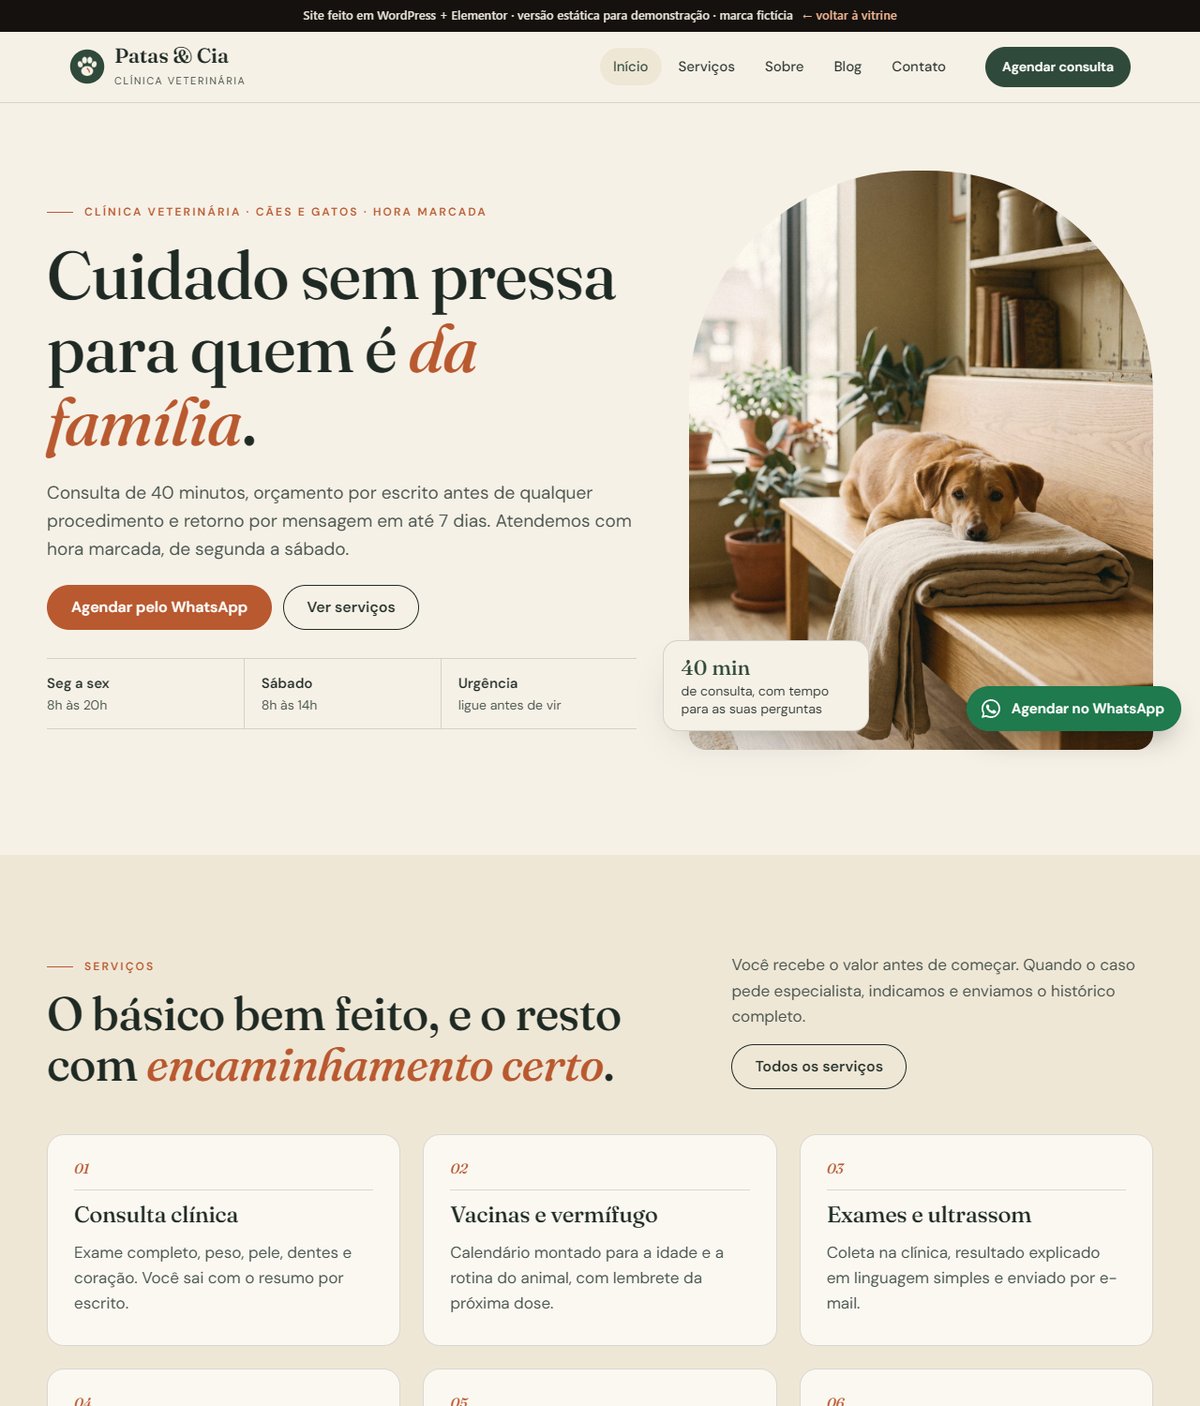 Site feito em WordPress + Elementor · versão estática para demonstração · marca fictícia ← voltar à vitrine
Patas & Cia
CLÍNICA VETERINÁRIA
Início Serviços Sobre Blog Contato Agendar consulta
CLÍNICA VETERINÁRIA · CÃES E GATOS · HORA MARCADA
Cuidado sem pressa
para quem é da
família.
Consulta de 40 minutos, orçamento por escrito antes de qualquer
procedimento e retorno por mensagem em até 7 dias. Atendemos com
hora marcada, de segunda a sábado.
Agendar pelo WhatsApp Ver serviços
Seg a sex
8h às 20h
Sábado
8h às 14h
Urgência
ligue antes de vir
40 min
de consulta, com tempo
para as suas perguntas
Agendar no WhatsApp
SERVIÇOS
O básico bem feito, e o resto
com encaminhamento certo.
Você recebe o valor antes de começar. Quando o caso
pede especialista, indicamos e enviamos o histórico
completo.
Todos os serviços
01
Consulta clínica
Exame completo, peso, pele, dentes e
coração. Você sai com o resumo por
escrito.
02
Vacinas e vermífugo
Calendário montado para a idade e a
rotina do animal, com lembrete da
próxima dose.
03
Exames e ultrassom
Coleta na clínica, resultado explicado
em linguagem simples e enviado por e-
mail.
04
05
06